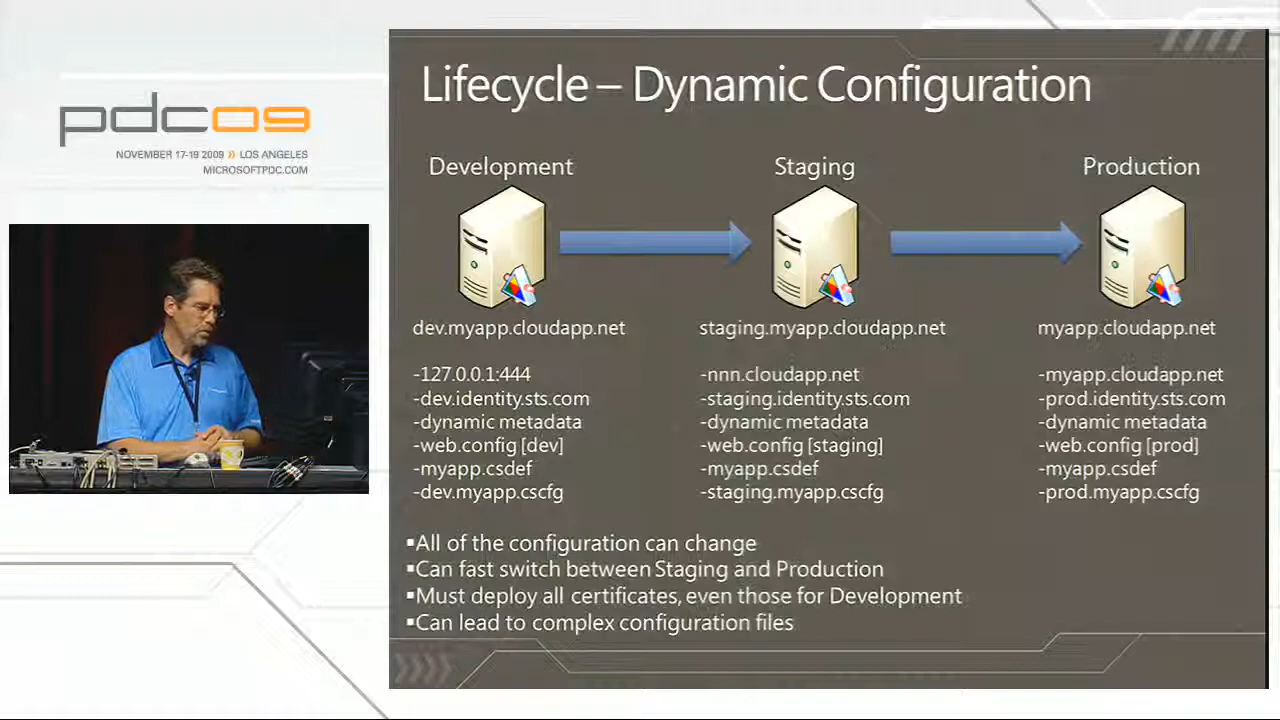 pdc09
NOVEMBER 17-19 2009 » LOS ANGELES
MICROSOFTPDC.COM
Lifecycle – Dynamic Configuration
Development
Staging
Production
dev.myapp.cloudapp.net
staging.myapp.cloudapp.net
myapp.cloudapp.net
-127.0.0.1:444
-dev.identity.sts.com
-dynamic metadata
-web.config [dev]
-myapp.csdef
-dev.myapp.cscfg
-nnn.cloudapp.net
-staging.identity.sts.com
-dynamic metadata
-web.config [staging]
-myapp.csdef
-staging.myapp.cscfg
-myapp.cloudapp.net
-prod.identity.sts.com
-dynamic metadata
-web.config [prod]
-myapp.csdef
-prod.myapp.cscfg
▪All of the configuration can change
▪Can fast switch between Staging and Production
▪Must deploy all certificates, even those for Development
▪Can lead to complex configuration files